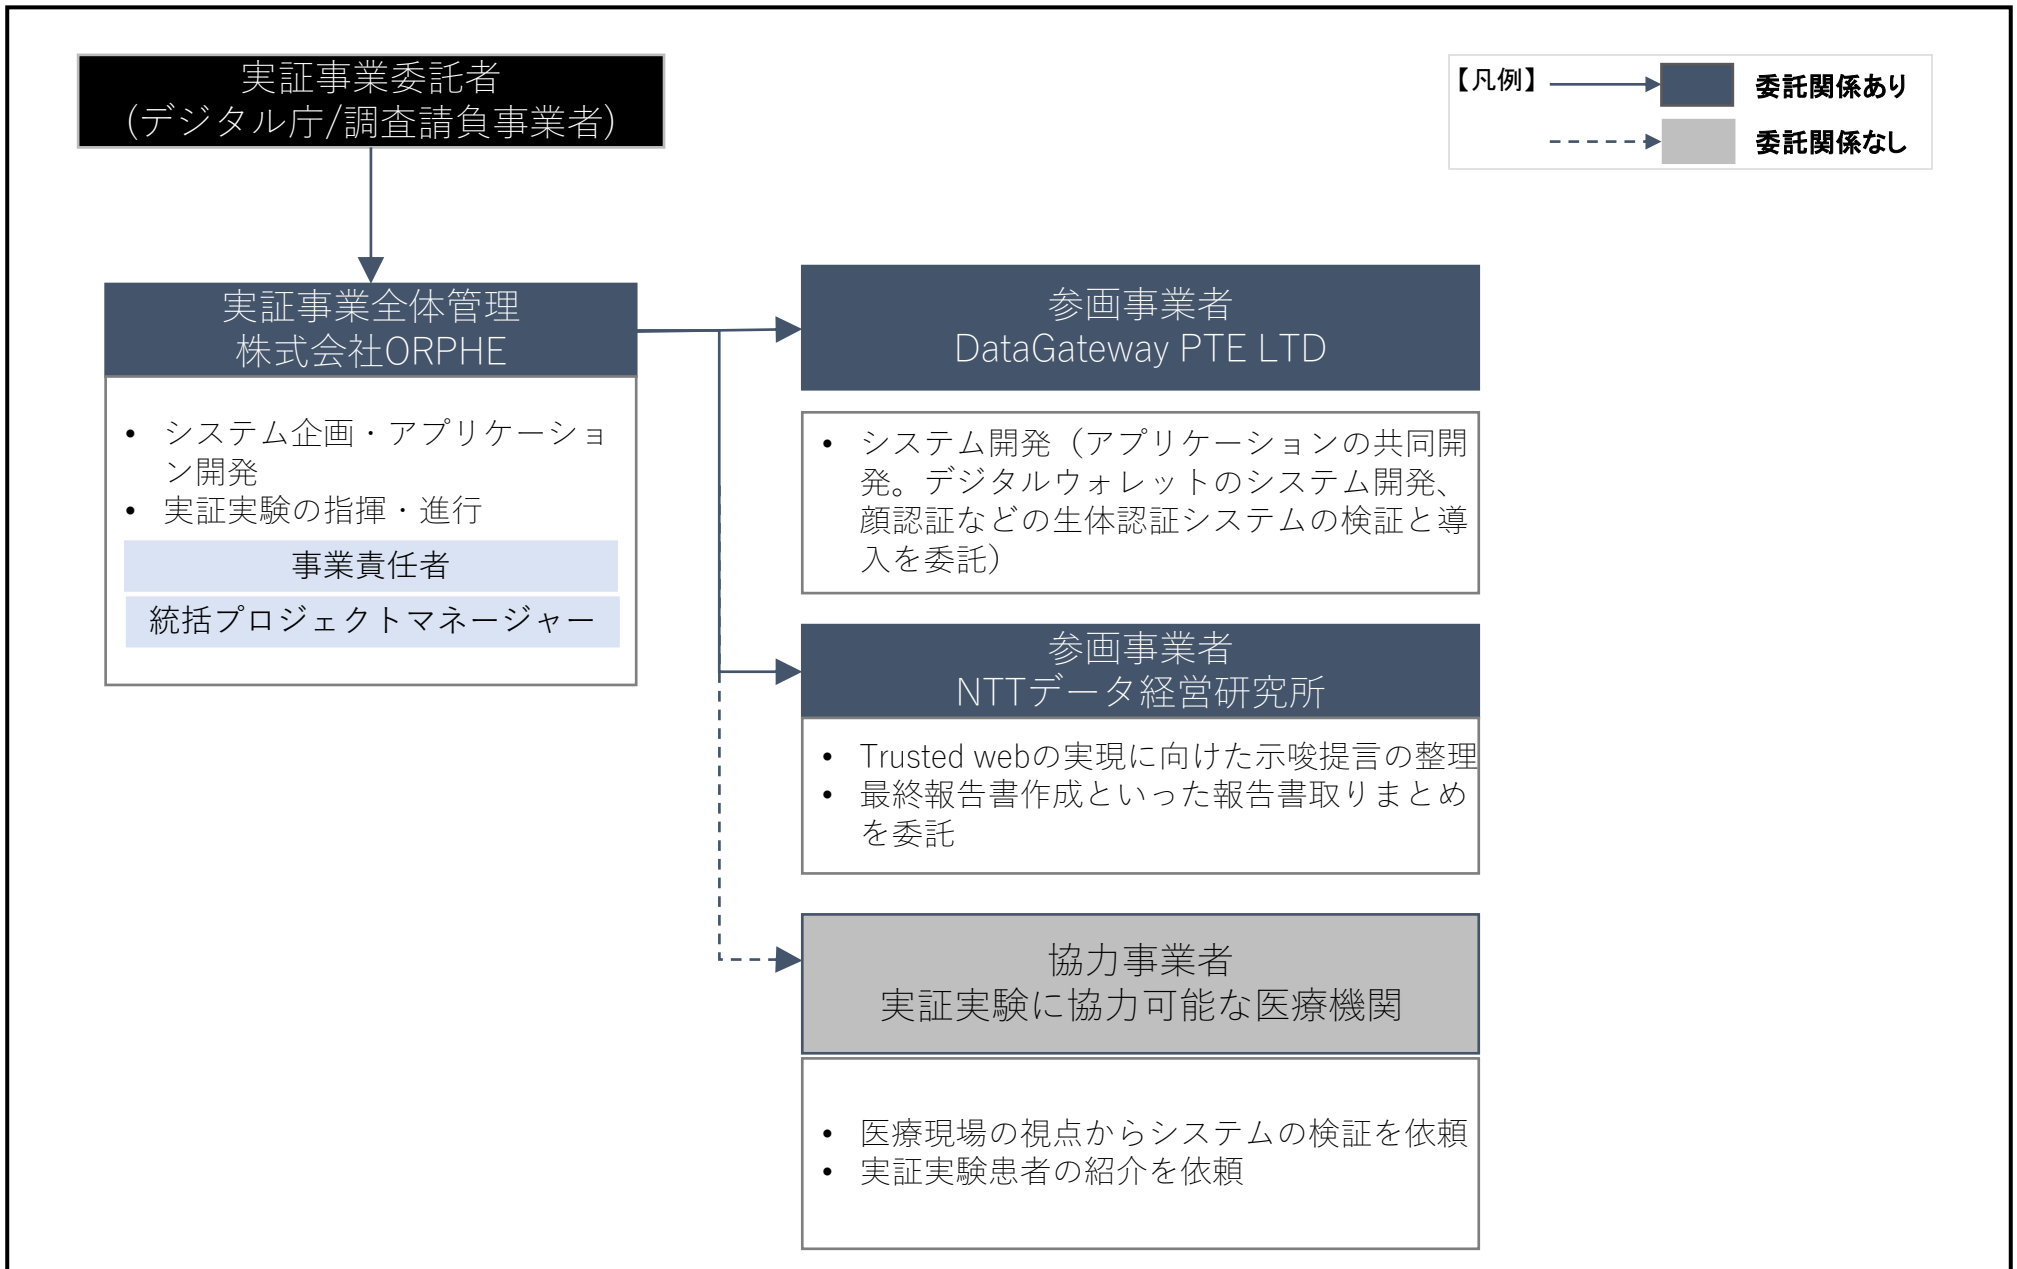 実証事業委託者
(デジタル庁/調査請負事業者)
【凡例】
委託関係あり
委託関係なし
実証事業全体管理
株式会社ORPHE
• システム企画・アプリケーショ
ン開発
• 実証実験の指揮・進行
事業責任者
統括プロジェクトマネージャー
参画事業者
DataGateway PTE LTD
• システム開発（アプリケーションの共同開
発。デジタルウォレットのシステム開発、
顔認証などの生体認証システムの検証と導
入を委託）
参画事業者
NTTデータ経営研究所
• Trusted webの実現に向けた示唆提言の整理
• 最終報告書作成といった報告書取りまとめ
を委託
協力事業者
実証実験に協力可能な医療機関
• 医療現場の視点からシステムの検証を依頼
• 実証実験患者の紹介を依頼